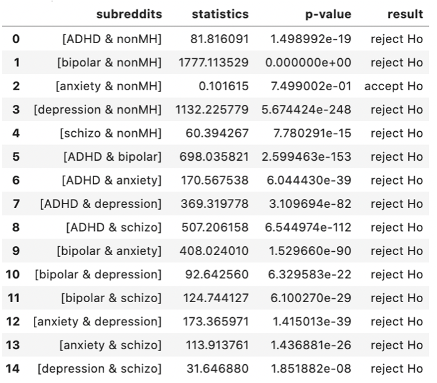 subreddits statistics p-value result
0 [ADHD & nonMH] 81.816091 1.498992e-19 reject Ho
1 [bipolar & nonMH] 1777.113529 0.000000e+00 reject Ho
2 [anxiety & nonMH] 0.101615 7.499002e-01 accept Ho
3 [depression & nonMH] 1132.225779 5.674424e-248 reject Ho
4 [schizo & nonMH] 60.394267 7.780291e-15 reject Ho
5 [ADHD & bipolar] 698.035821 2.599463e-153 reject Ho
6 [ADHD & anxiety] 170.567538 6.044430e-39 reject Ho
7 [ADHD & depression] 369.319778 3.109694e-82 reject Ho
8 [ADHD & schizo] 507.206158 6.544974e-112 reject Ho
9 [bipolar & anxiety] 408.024010 1.529660e-90 reject Ho
10 [bipolar & depression] 92.642560 6.329583e-22 reject Ho
11 [bipolar & schizo] 124.744127 6.100270e-29 reject Ho
12 [anxiety & depression] 173.365971 1.415013e-39 reject Ho
13 [anxiety & schizo] 113.913761 1.436881e-26 reject Ho
14 [depression & schizo] 31.646880 1.851882e-08 reject Ho